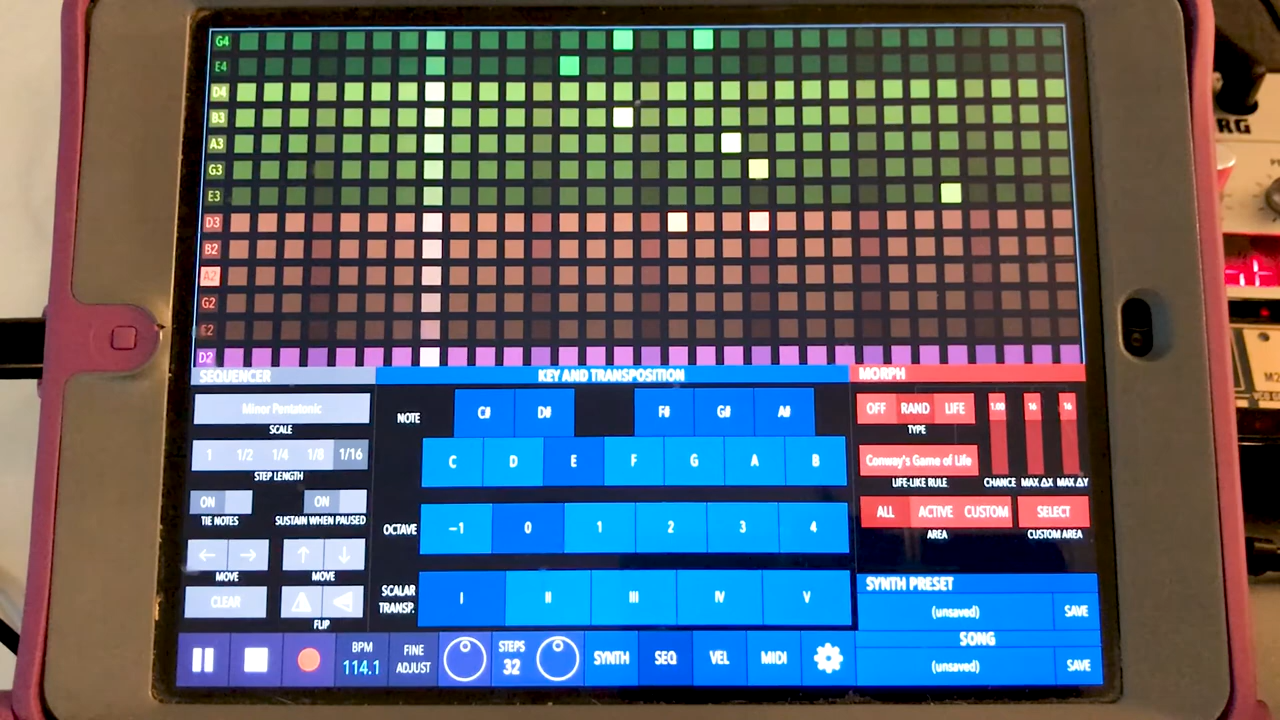 G4
E4
D4
B3
A3
G3
E3
D3
B2
A2
G2
E2
D2
SEQUENCER
Minor Pentatonic
SCALE
1 1/2 1/4 1/8 1/16
STEP LENGTH
ON ON
TIE NOTES SUSTAIN WHEN PAUSED
← → ↑ ↓
MOVE MOVE
CLEAR
FLIP
KEY AND TRANSPOSITION
NOTE
C# D# F# G# A#
C D E F G A B
OCTAVE -1 0 1 2 3 4
SCALAR
TRANSP.
I II III IV V
MORPH
OFF RAND LIFE
TYPE
1.00 16 16
Conway's Game of Life
LIFE-LIKE RULE CHANCE MAX ΔX MAX ΔY
ALL ACTIVE CUSTOM SELECT
AREA CUSTOM AREA
SYNTH PRESET
(unsaved) SAVE
SONG
(unsaved) SAVE
BPM
114.1
FINE
ADJUST
STEPS
32
SYNTH SEQ VEL MIDI
RG
M2